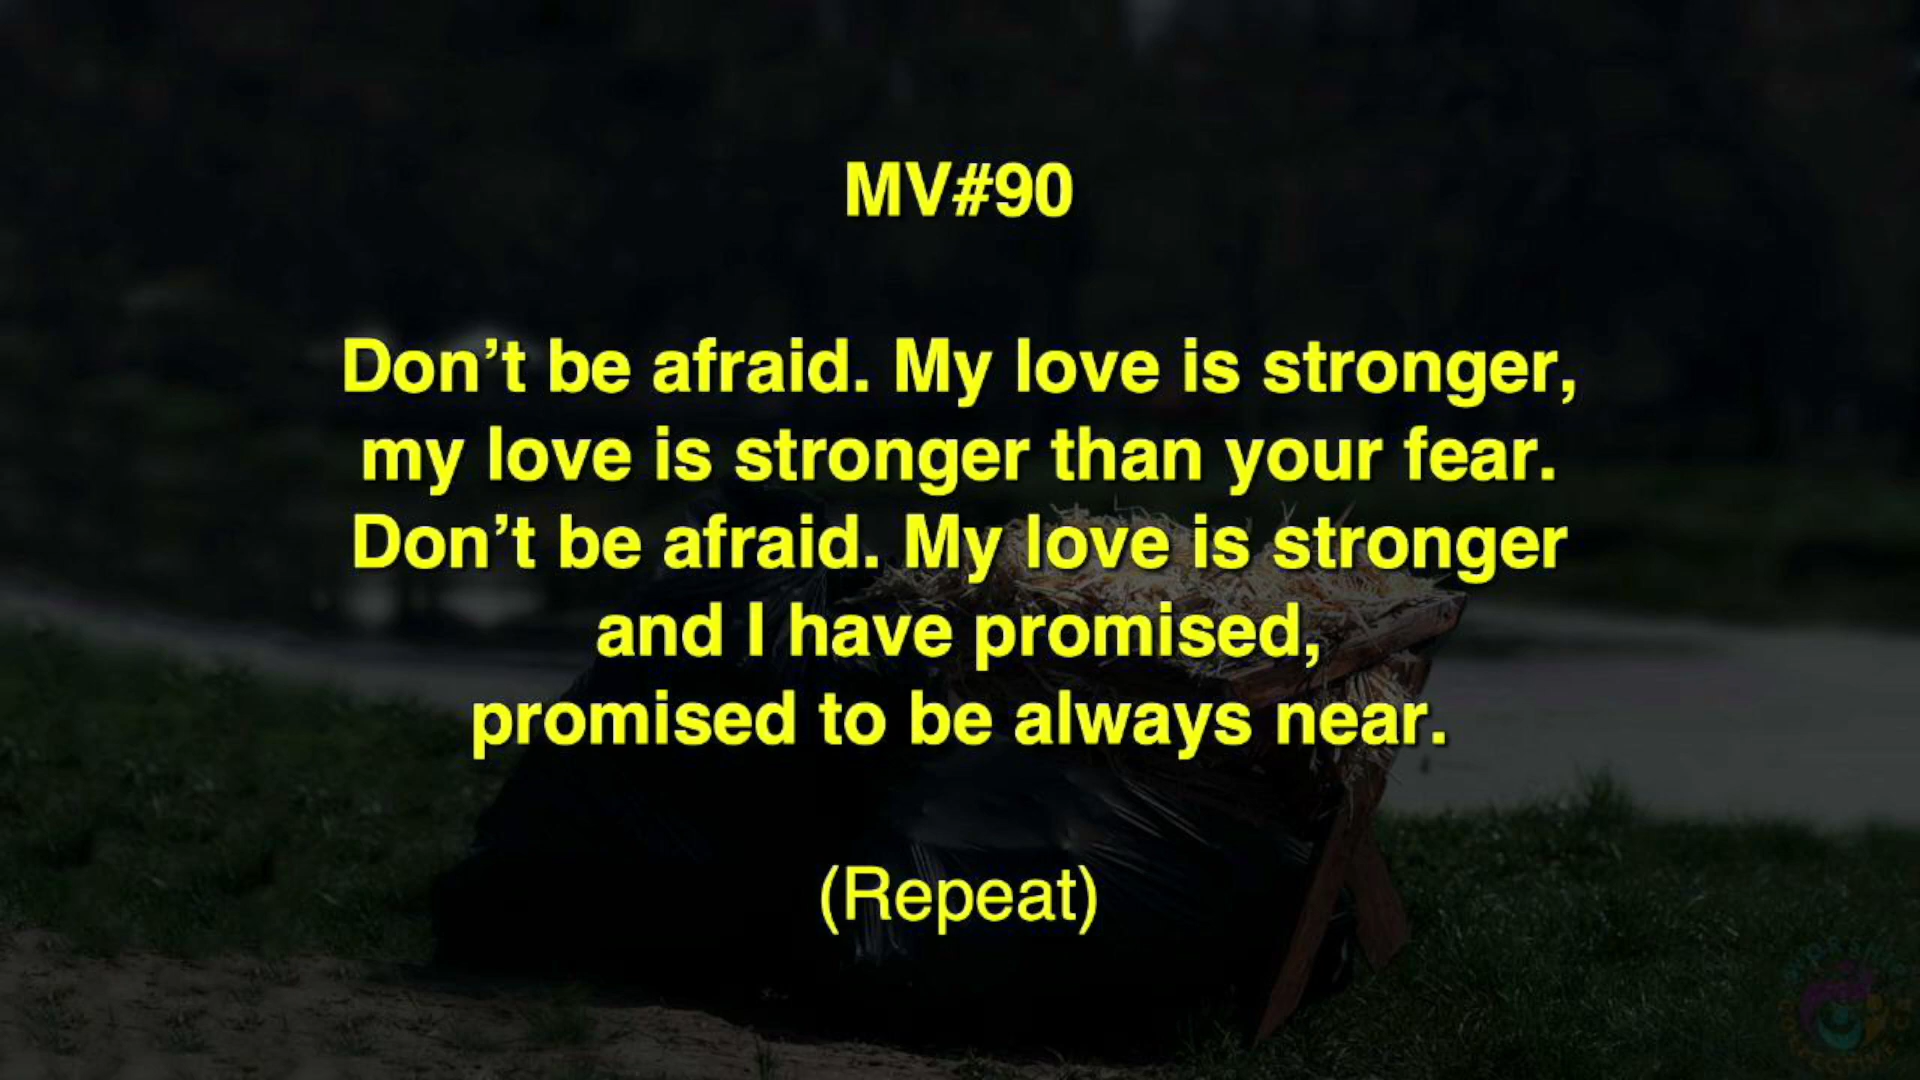 MV#90
Don’t be afraid. My love is stronger,
my love is stronger than your fear.
Don’t be afraid. My love is stronger
and I have promised,
promised to be always near.
(Repeat)